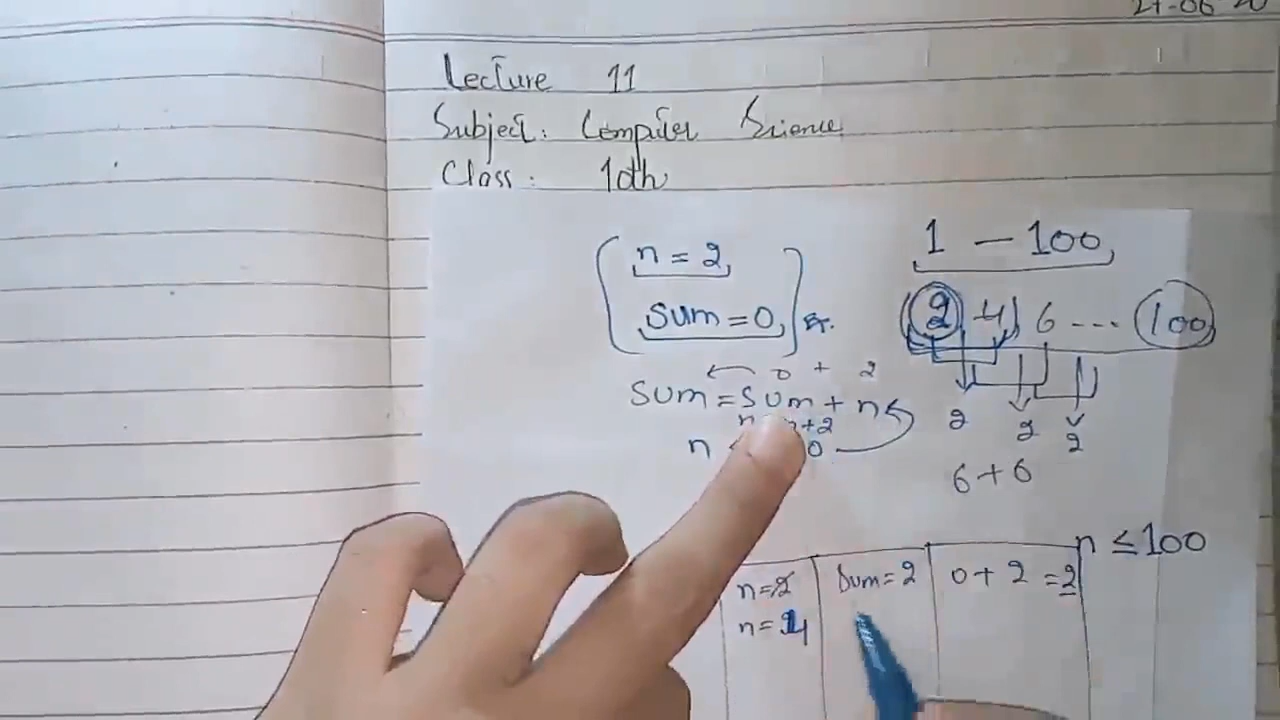 Lecture 11
Subject: Computer Science
Class: 10th
n = 2
1 – 100
Sum = 0
2 4 6 ... 100
0 + 2
Sum = Sum + n
2 2 2
6 + 6
n ≤ 100
n = 2
Sum = 2
0 + 2 = 2
n = 4